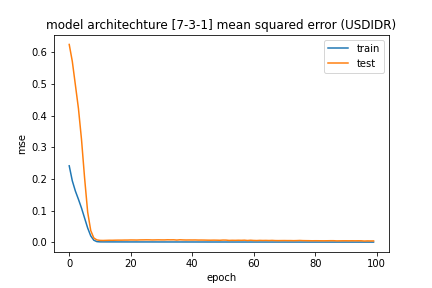 model architechture [7-3-1] mean squared error (USDIDR)
train
test
mse
0.6
0.5
0.4
0.3
0.2
0.1
0.0
0 20 40 60 80 100
epoch